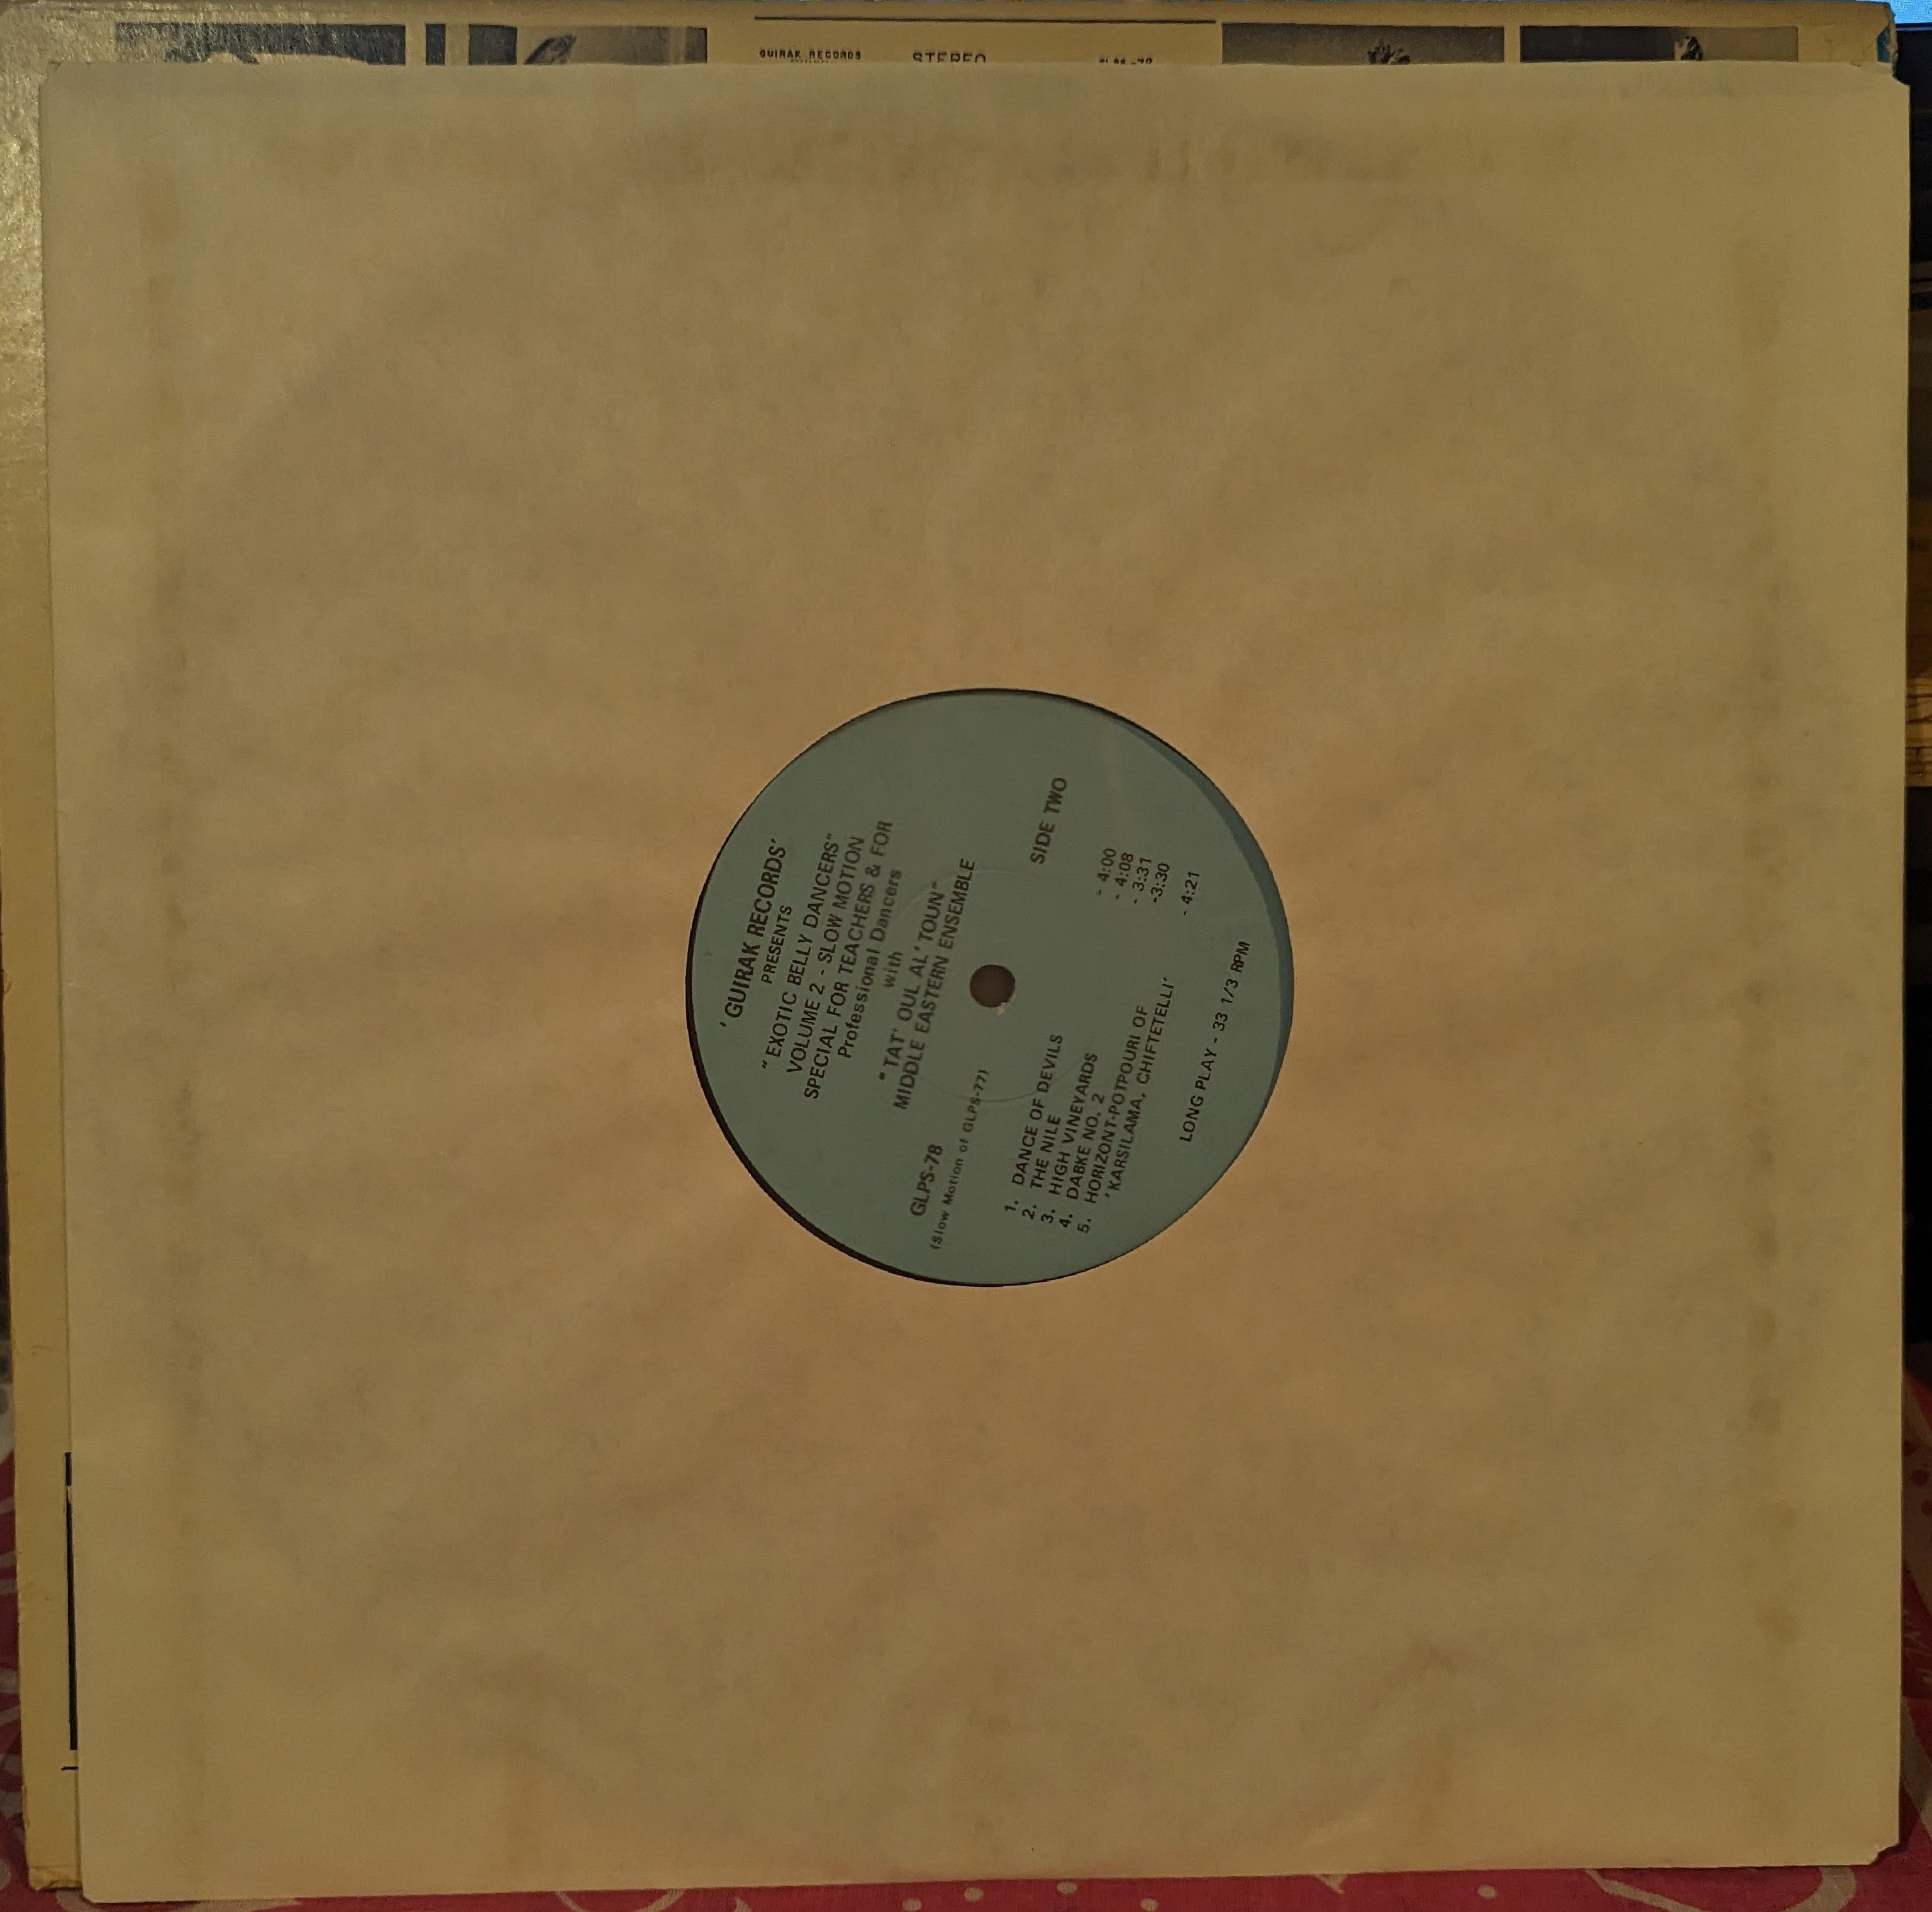 GUIRAK RECORDS
STEREO
'GUIRAK RECORDS'
PRESENTS
"EXOTIC BELLY DANCERS"
VOLUME 2 - SLOW MOTION
SPECIAL FOR TEACHERS & FOR
Professional Dancers
with
"TAT' OUL AL' TOUN"
MIDDLE EASTERN ENSEMBLE
GLPS-78
(Slow Motion of GLPS-77)
SIDE TWO
1. DANCE OF DEVILS - 4:00
2. THE NILE - 4:08
3. HIGH VINEYARDS - 3:31
4. DABKE NO. 2 -3:30
5. HORIZONT-POTPOURI OF
'KARSILAMA, CHIFTETELLI' - 4:21
LONG PLAY - 33 1/3 RPM